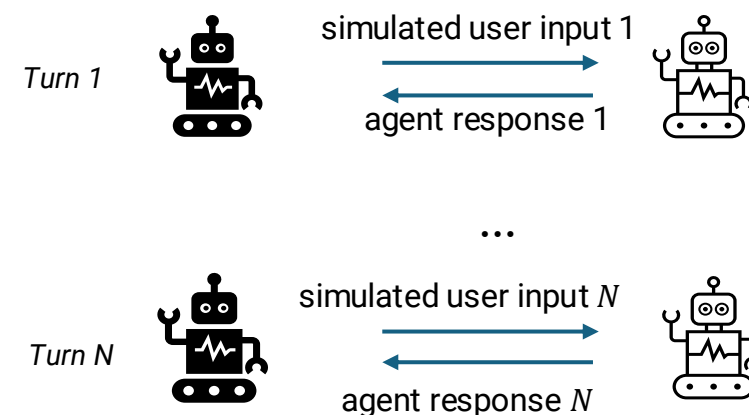 simulated user input 1
Turn 1
agent response 1
...
simulated user input N
Turn N
agent response N